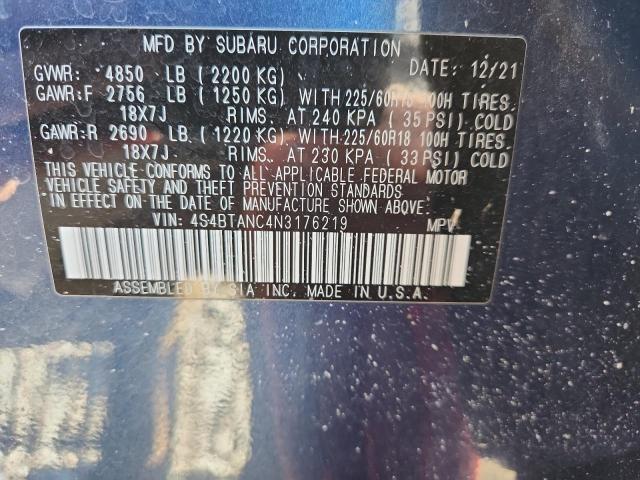 MFD BY SUBARU CORPORATION
GVWR: 4850 LB (2200 KG) DATE: 12/21
GAWR:F 2756 LB (1250 KG) WITH 225/60R18 100H TIRES.
18X7J RIMS. AT 240 KPA (35 PSI) COLD
GAWR:R 2690 LB (1220 KG) WITH 225/60R18 100H TIRES.
18X7J RIMS. AT 230 KPA (33 PSI) COLD
THIS VEHICLE CONFORMS TO ALL APPLICABLE FEDERAL MOTOR
VEHICLE SAFETY AND THEFT PREVENTION STANDARDS
IN EFFECT ON THE DATE OF MANUFACTURE SHOWN ABOVE.
VIN: 4S4BTANC4N3176219 MPV
ASSEMBLED BY SIA INC. MADE IN U.S.A.